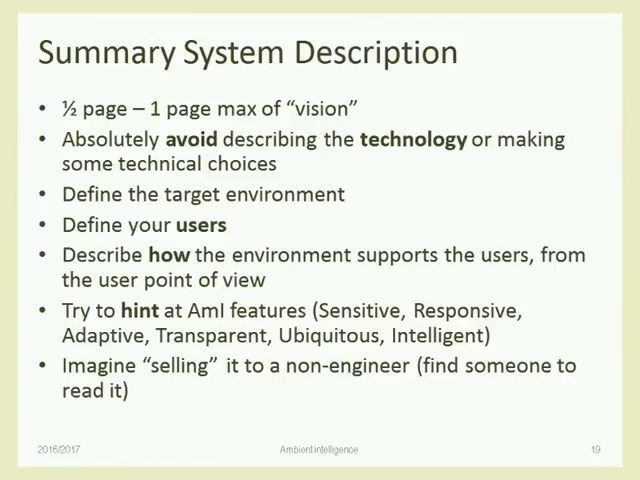 Summary System Description
• ½ page – 1 page max of “vision”
• Absolutely avoid describing the technology or making
some technical choices
• Define the target environment
• Define your users
• Describe how the environment supports the users, from
the user point of view
• Try to hint at AmI features (Sensitive, Responsive,
Adaptive, Transparent, Ubiquitous, Intelligent)
• Imagine “selling” it to a non-engineer (find someone to
read it)
2016/2017
Ambient intelligence
19